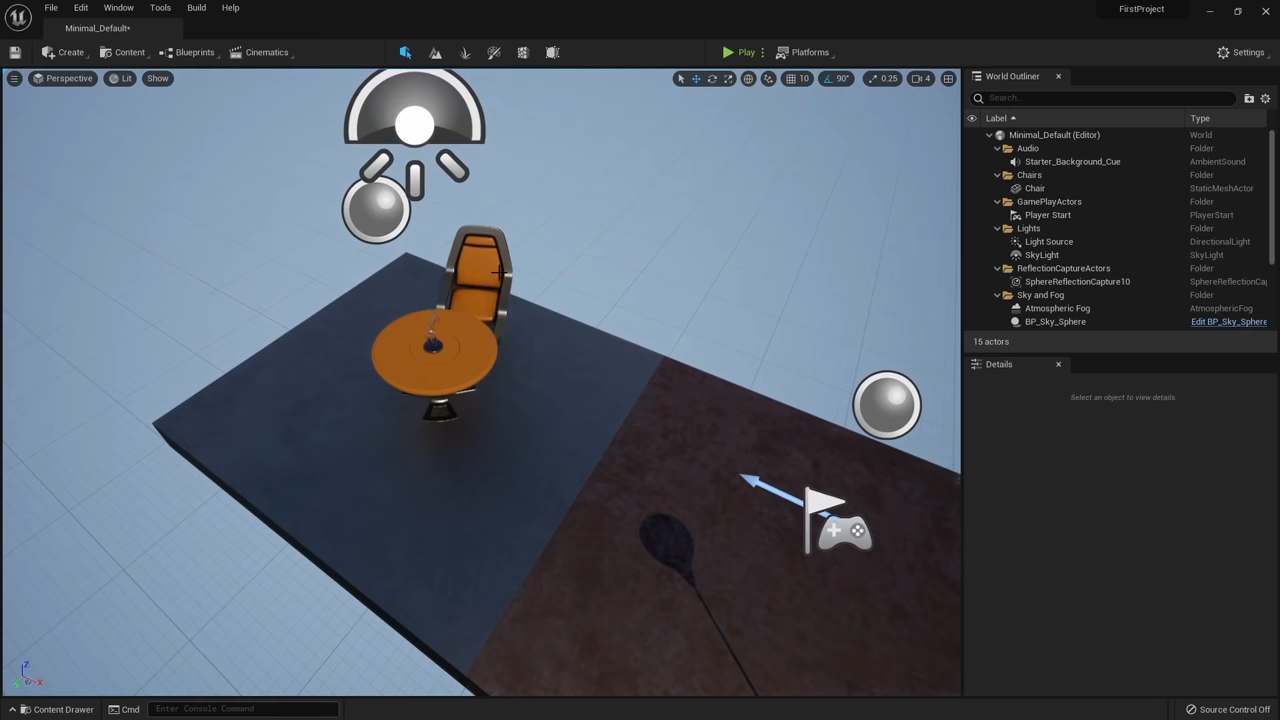 File Edit Window Tools Build Help
FirstProject
Minimal_Default*
Create Content Blueprints Cinematics Play Platforms Settings
Perspective Lit Show 10 90° 0.25 4
World Outliner
Search...
Label Type
Minimal_Default (Editor) World
Audio Folder
Starter_Background_Cue AmbientSound
Chairs Folder
Chair StaticMeshActor
GamePlayActors Folder
Player Start PlayerStart
Lights Folder
Light Source DirectionalLight
SkyLight SkyLight
ReflectionCaptureActors Folder
SphereReflectionCapture10 SphereReflectionCap
Sky and Fog Folder
Atmospheric Fog AtmosphericFog
BP_Sky_Sphere Edit BP_Sky_Sphere
15 actors
Details
Select an object to view details.
Z
X
Content Drawer Cmd Enter Console Command Source Control Off